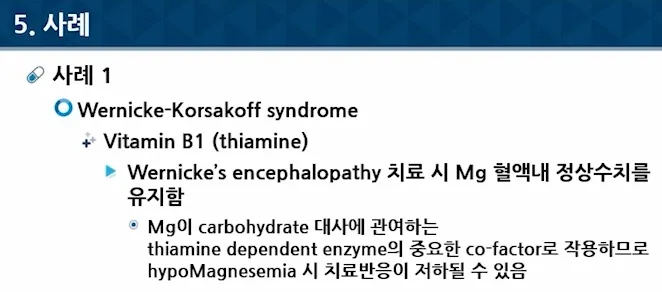 5. 사례
사례 1
Wernicke-Korsakoff syndrome
Vitamin B1 (thiamine)
Wernicke's encephalopathy 치료 시 Mg 혈액내 정상수치를
유지함
Mg이 carbohydrate 대사에 관여하는
thiamine dependent enzyme의 중요한 co-factor로 작용하므로
hypoMagnesemia 시 치료반응이 저하될 수 있음